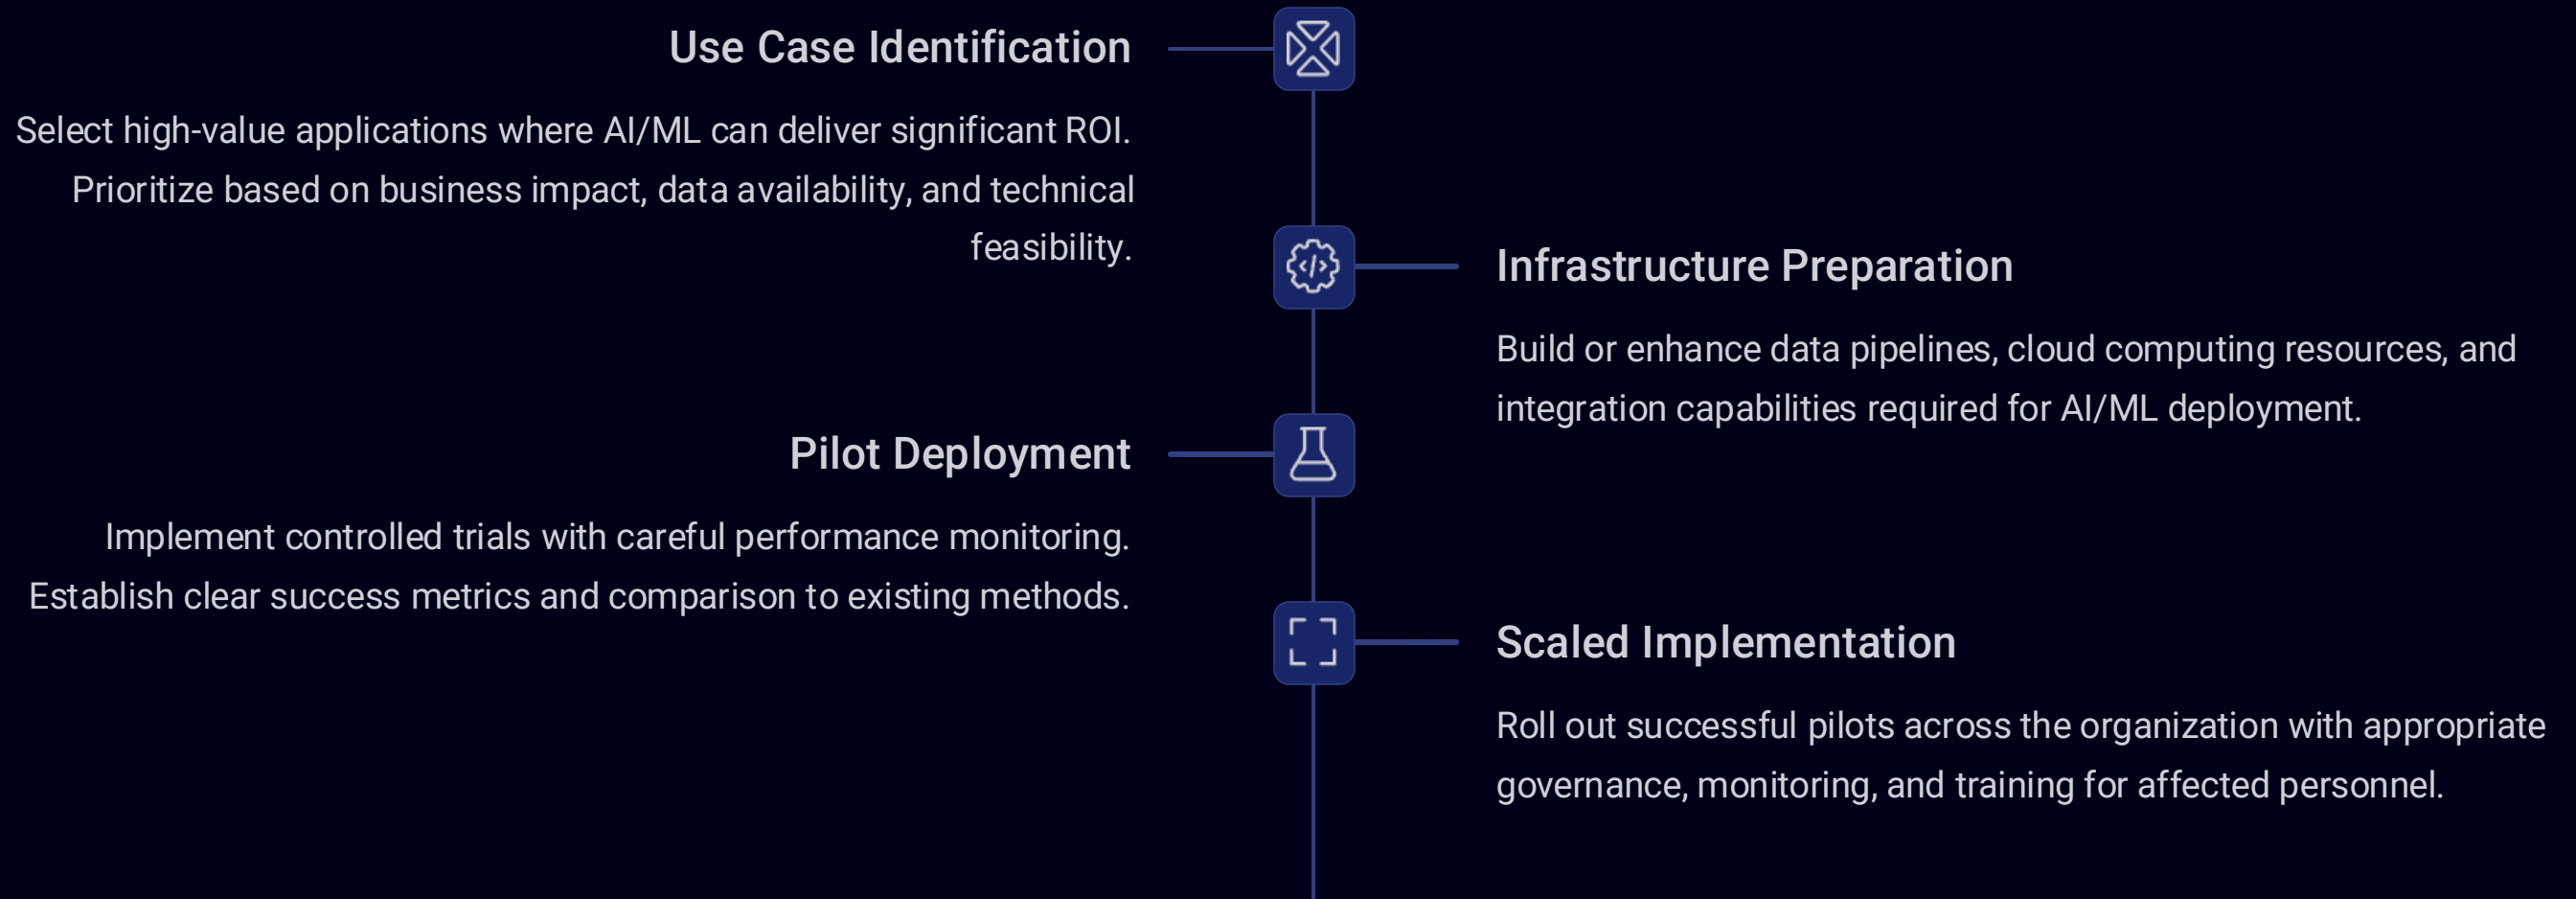 Use Case Identification
Select high-value applications where AI/ML can deliver significant ROI.
Prioritize based on business impact, data availability, and technical
feasibility.
Infrastructure Preparation
Build or enhance data pipelines, cloud computing resources, and
integration capabilities required for AI/ML deployment.
Pilot Deployment
Implement controlled trials with careful performance monitoring.
Establish clear success metrics and comparison to existing methods.
Scaled Implementation
Roll out successful pilots across the organization with appropriate
governance, monitoring, and training for affected personnel.